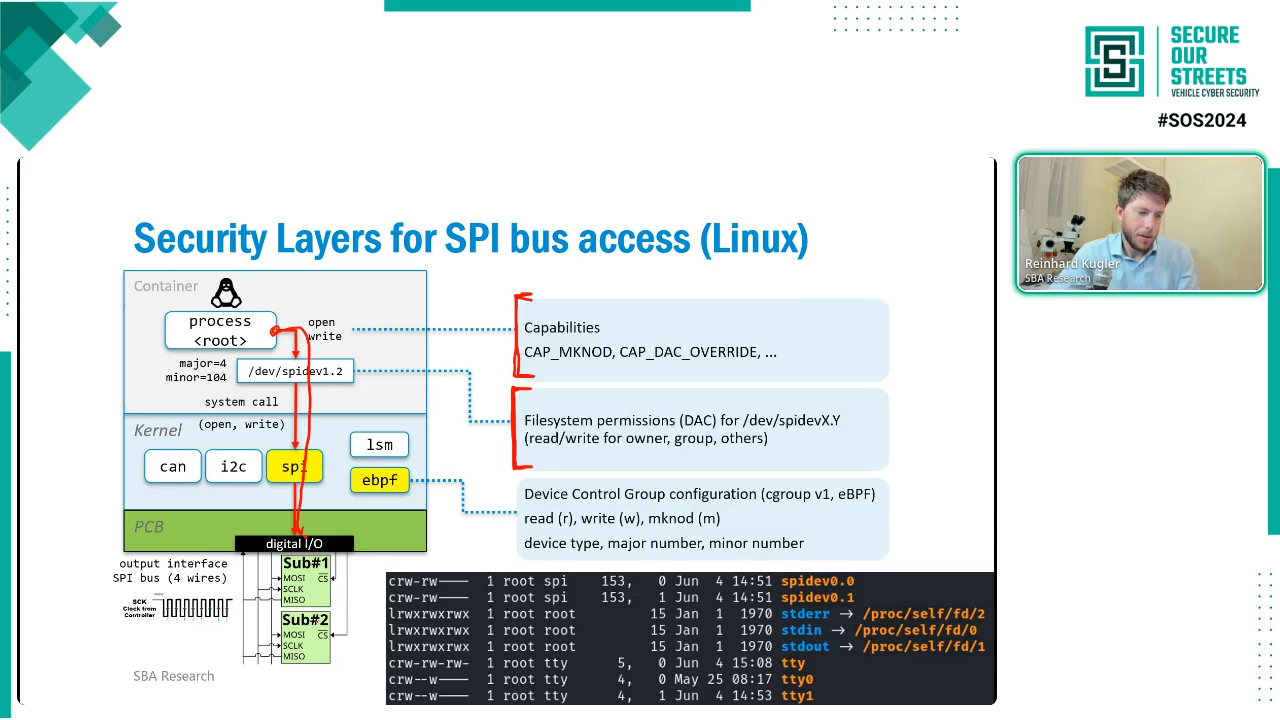 SECURE
OUR
STREETS
VEHICLE CYBER SECURITY
#SOS2024
Reinhard Kugler
SBA Research
Security Layers for SPI bus access (Linux)
Container
process
<root>
open
write
major=4
minor=104
/dev/spidev1.2
system call
(open, write)
Kernel
can
i2c
spi
lsm
ebpf
PCB
digital I/O
output interface
SPI bus (4 wires)
SCK
Clock from
Controller
Sub#1
MOSI
CS
SCLK
MISO
Sub#2
MOSI
CS
SCLK
MISO
Capabilities
CAP_MKNOD, CAP_DAC_OVERRIDE, ...
Filesystem permissions (DAC) for /dev/spidevX.Y
(read/write for owner, group, others)
Device Control Group configuration (cgroup v1, eBPF)
read (r), write (w), mknod (m)
device type, major number, minor number
crw-rw---- 1 root spi 153, 0 Jun 4 14:51 spidev0.0
crw-rw---- 1 root spi 153, 1 Jun 4 14:51 spidev0.1
lrwxrwxrwx 1 root root 15 Jan 1 1970 stderr -> /proc/self/fd/2
lrwxrwxrwx 1 root root 15 Jan 1 1970 stdin -> /proc/self/fd/0
lrwxrwxrwx 1 root root 15 Jan 1 1970 stdout -> /proc/self/fd/1
crw-rw-rw- 1 root tty 5, 0 Jun 4 15:08 tty
crw--w---- 1 root tty 4, 0 May 25 08:17 tty0
crw--w---- 1 root tty 4, 1 Jun 4 14:53 tty1
SBA Research